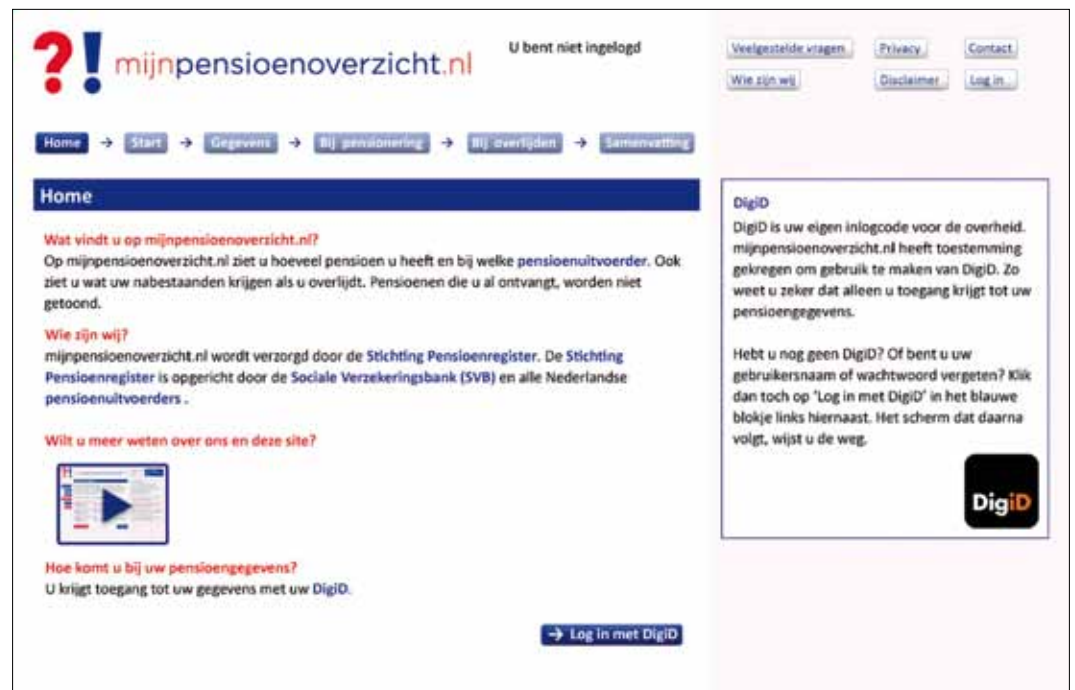 ?! mijnpensioenoverzicht.nl
U bent niet ingelogd
Veelgestelde vragen Privacy Contact
Wie zijn wij Disclaimer Log in
Home → Start → Gegevens → Bij pensionering → Bij overlijden → Samenvatting
Home
Wat vindt u op mijnpensioenoverzicht.nl?
Op mijnpensioenoverzicht.nl ziet u hoeveel pensioen u heeft en bij welke pensioenuitvoerder. Ook
ziet u wat uw nabestaanden krijgen als u overlijdt. Pensioenen die u al ontvangt, worden niet
getoond.
Wie zijn wij?
mijnpensioenoverzicht.nl wordt verzorgd door de Stichting Pensioenregister. De Stichting
Pensioenregister is opgericht door de Sociale Verzekeringsbank (SVB) en alle Nederlandse
pensioenuitvoerders .
Wilt u meer weten over ons en deze site?
Hoe komt u bij uw pensioengegevens?
U krijgt toegang tot uw gegevens met uw DigiD.
→ Log in met DigiD
DigiD
DigiD is uw eigen inlogcode voor de overheid.
mijnpensioenoverzicht.nl heeft toestemming
gekregen om gebruik te maken van DigiD. Zo
weet u zeker dat alleen u toegang krijgt tot uw
pensioengegevens.
Hebt u nog geen DigiD? Of bent u uw
gebruikersnaam of wachtwoord vergeten? Klik
dan toch op 'Log in met DigiD' in het blauwe
blokje links hiernaast. Het scherm dat daarna
volgt, wijst u de weg.
DigiD